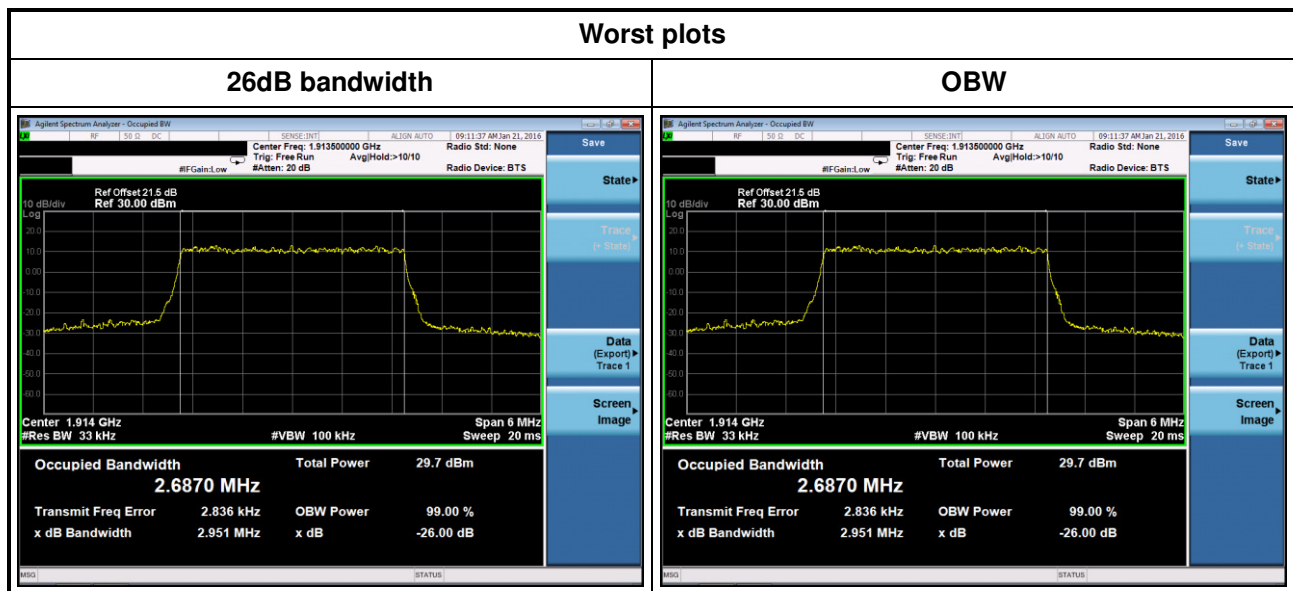 Worst plots
26dB bandwidth
OBW
Agilent Spectrum Analyzer - Occupied BW
RF 50 Ω DC SENSE:INT ALIGN AUTO 09:11:37 AM Jan 21, 2016
Center Freq: 1.913500000 GHz Radio Std: None
Trig: Free Run Avg|Hold:>10/10
#IFGain:Low #Atten: 20 dB Radio Device: BTS
Ref Offset 21.5 dB
10 dB/div Ref 30.00 dBm
Log
20.0
10.0
0.00
-10.0
-20.0
-30.0
-40.0
-50.0
-60.0
Center 1.914 GHz Span 6 MHz
#Res BW 33 kHz #VBW 100 kHz Sweep 20 ms
Occupied Bandwidth Total Power 29.7 dBm
2.6870 MHz
Transmit Freq Error 2.836 kHz OBW Power 99.00 %
x dB Bandwidth 2.951 MHz x dB -26.00 dB
MSG STATUS
Save
State
Trace
(+ State)
Data
(Export)
Trace 1
Screen
Image
Agilent Spectrum Analyzer - Occupied BW
RF 50 Ω DC SENSE:INT ALIGN AUTO 09:11:37 AM Jan 21, 2016
Center Freq: 1.913500000 GHz Radio Std: None
Trig: Free Run Avg|Hold:>10/10
#IFGain:Low #Atten: 20 dB Radio Device: BTS
Ref Offset 21.5 dB
10 dB/div Ref 30.00 dBm
Log
20.0
10.0
0.00
-10.0
-20.0
-30.0
-40.0
-50.0
-60.0
Center 1.914 GHz Span 6 MHz
#Res BW 33 kHz #VBW 100 kHz Sweep 20 ms
Occupied Bandwidth Total Power 29.7 dBm
2.6870 MHz
Transmit Freq Error 2.836 kHz OBW Power 99.00 %
x dB Bandwidth 2.951 MHz x dB -26.00 dB
MSG STATUS
Save
State
Trace
(+ State)
Data
(Export)
Trace 1
Screen
Image